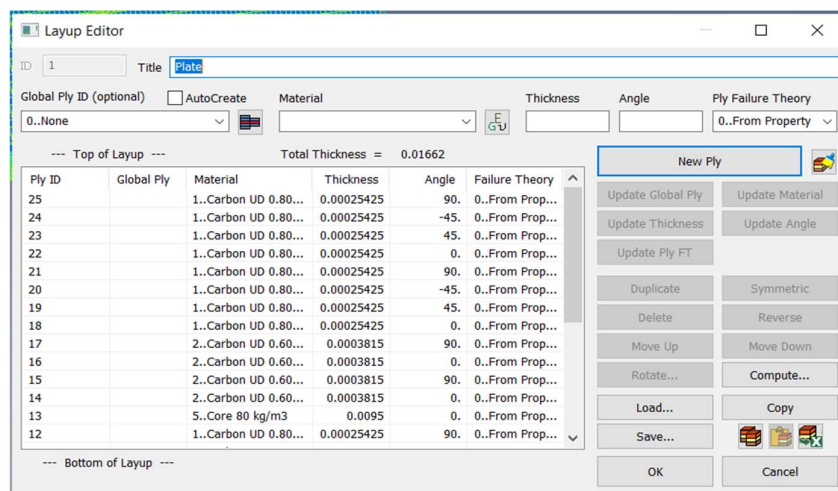 Layup Editor
ID 1 Title Plate
Global Ply ID (optional) AutoCreate Material Thickness Angle Ply Failure Theory
0..None 0..From Property
--- Top of Layup --- Total Thickness = 0.01662 New Ply
Ply ID Global Ply Material Thickness Angle Failure Theory
25 1..Carbon UD 0.80... 0.00025425 90. 0..From Prop...
24 1..Carbon UD 0.80... 0.00025425 -45. 0..From Prop...
23 1..Carbon UD 0.80... 0.00025425 45. 0..From Prop...
22 1..Carbon UD 0.80... 0.00025425 0. 0..From Prop...
21 1..Carbon UD 0.80... 0.00025425 90. 0..From Prop...
20 1..Carbon UD 0.80... 0.00025425 -45. 0..From Prop...
19 1..Carbon UD 0.80... 0.00025425 45. 0..From Prop...
18 1..Carbon UD 0.80... 0.00025425 0. 0..From Prop...
17 2..Carbon UD 0.60... 0.0003815 90. 0..From Prop...
16 2..Carbon UD 0.60... 0.0003815 0. 0..From Prop...
15 2..Carbon UD 0.60... 0.0003815 90. 0..From Prop...
14 2..Carbon UD 0.60... 0.0003815 0. 0..From Prop...
13 5..Core 80 kg/m3 0.0095 0. 0..From Prop...
12 1..Carbon UD 0.80... 0.00025425 90. 0..From Prop...
--- Bottom of Layup ---
Update Global Ply Update Material
Update Thickness Update Angle
Update Ply FT
Duplicate Symmetric
Delete Reverse
Move Up Move Down
Rotate... Compute...
Load... Copy
Save...
OK Cancel